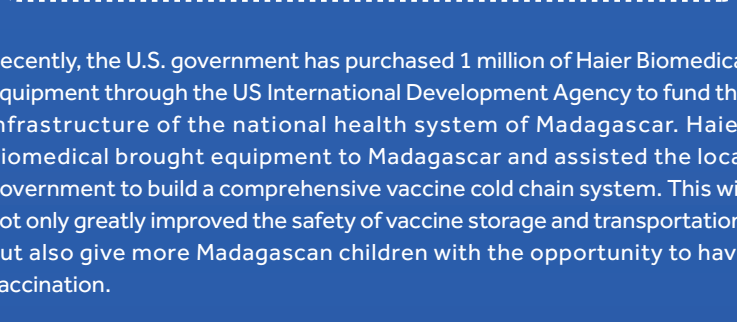 ecently, the U.S. government has purchased 1 million of Haier Biomedica
quipment through the US International Development Agency to fund th
nfrastructure of the national health system of Madagascar. Haie
iomedical brought equipment to Madagascar and assisted the loca
overnment to build a comprehensive vaccine cold chain system. This wi
ot only greatly improved the safety of vaccine storage and transportation
ut also give more Madagascan children with the opportunity to hav
accination.